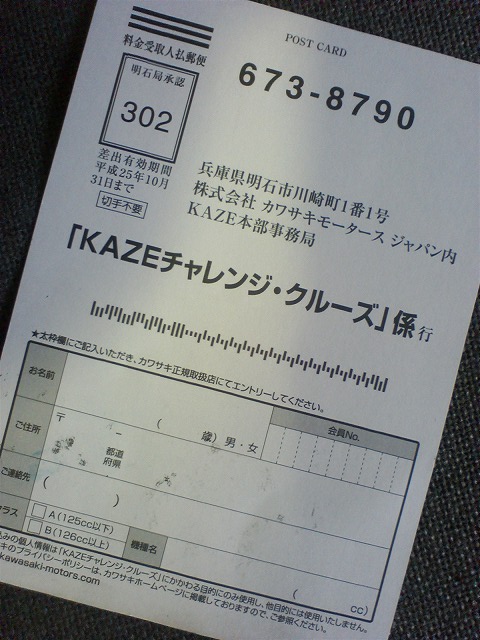 料金受取人払郵便
POST CARD
明石局承認
302
673-8790
差出有効期間
平成25年10月
31日まで
切手不要
兵庫県明石市川崎町1番1号
株式会社 カワサキモータース ジャパン内
KAZE本部事務局
「KAZEチャレンジ・クルーズ」係行
★太枠欄にご記入いただき、カワサキ正規取扱店にてエントリーしてください。
お名前
( 歳) 男・女
会員No.
ご住所
〒 -
都道
府県
ご連絡先
( )
ラス
A (125cc以下)
B (126cc以上)
機種名
( cc)
込みの個人情報は「KAZEチャレンジ・クルーズ」にかかわる目的にのみ使用し、他目的には使用いたしません。
キのプライバシーポリシーは、カワサキホームページに掲載しておりますので、ご参照ください。
kawasaki-motors.com